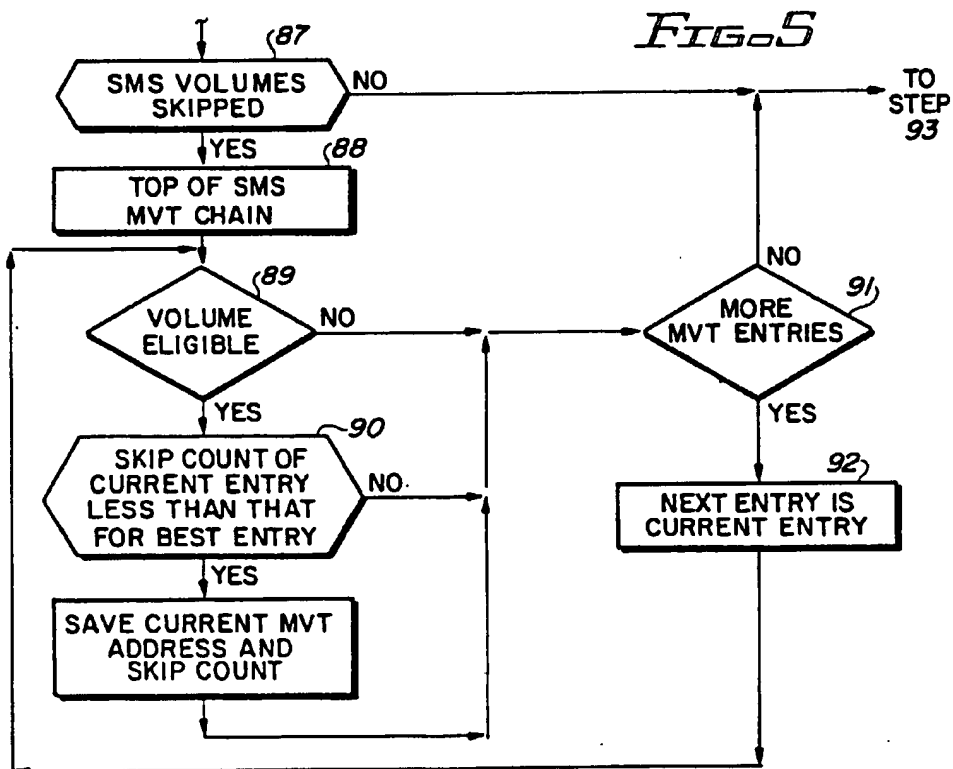 FIG. 5
87
SMS VOLUMES
SKIPPED
NO
TO
STEP
93
YES
88
TOP OF SMS
MVT CHAIN
89
VOLUME
ELIGIBLE
NO
YES
NO
91
MORE
MVT ENTRIES
YES
90
SKIP COUNT OF
CURRENT ENTRY
LESS THAN THAT
FOR BEST ENTRY
NO
YES
92
NEXT ENTRY IS
CURRENT ENTRY
SAVE CURRENT MVT
ADDRESS AND
SKIP COUNT